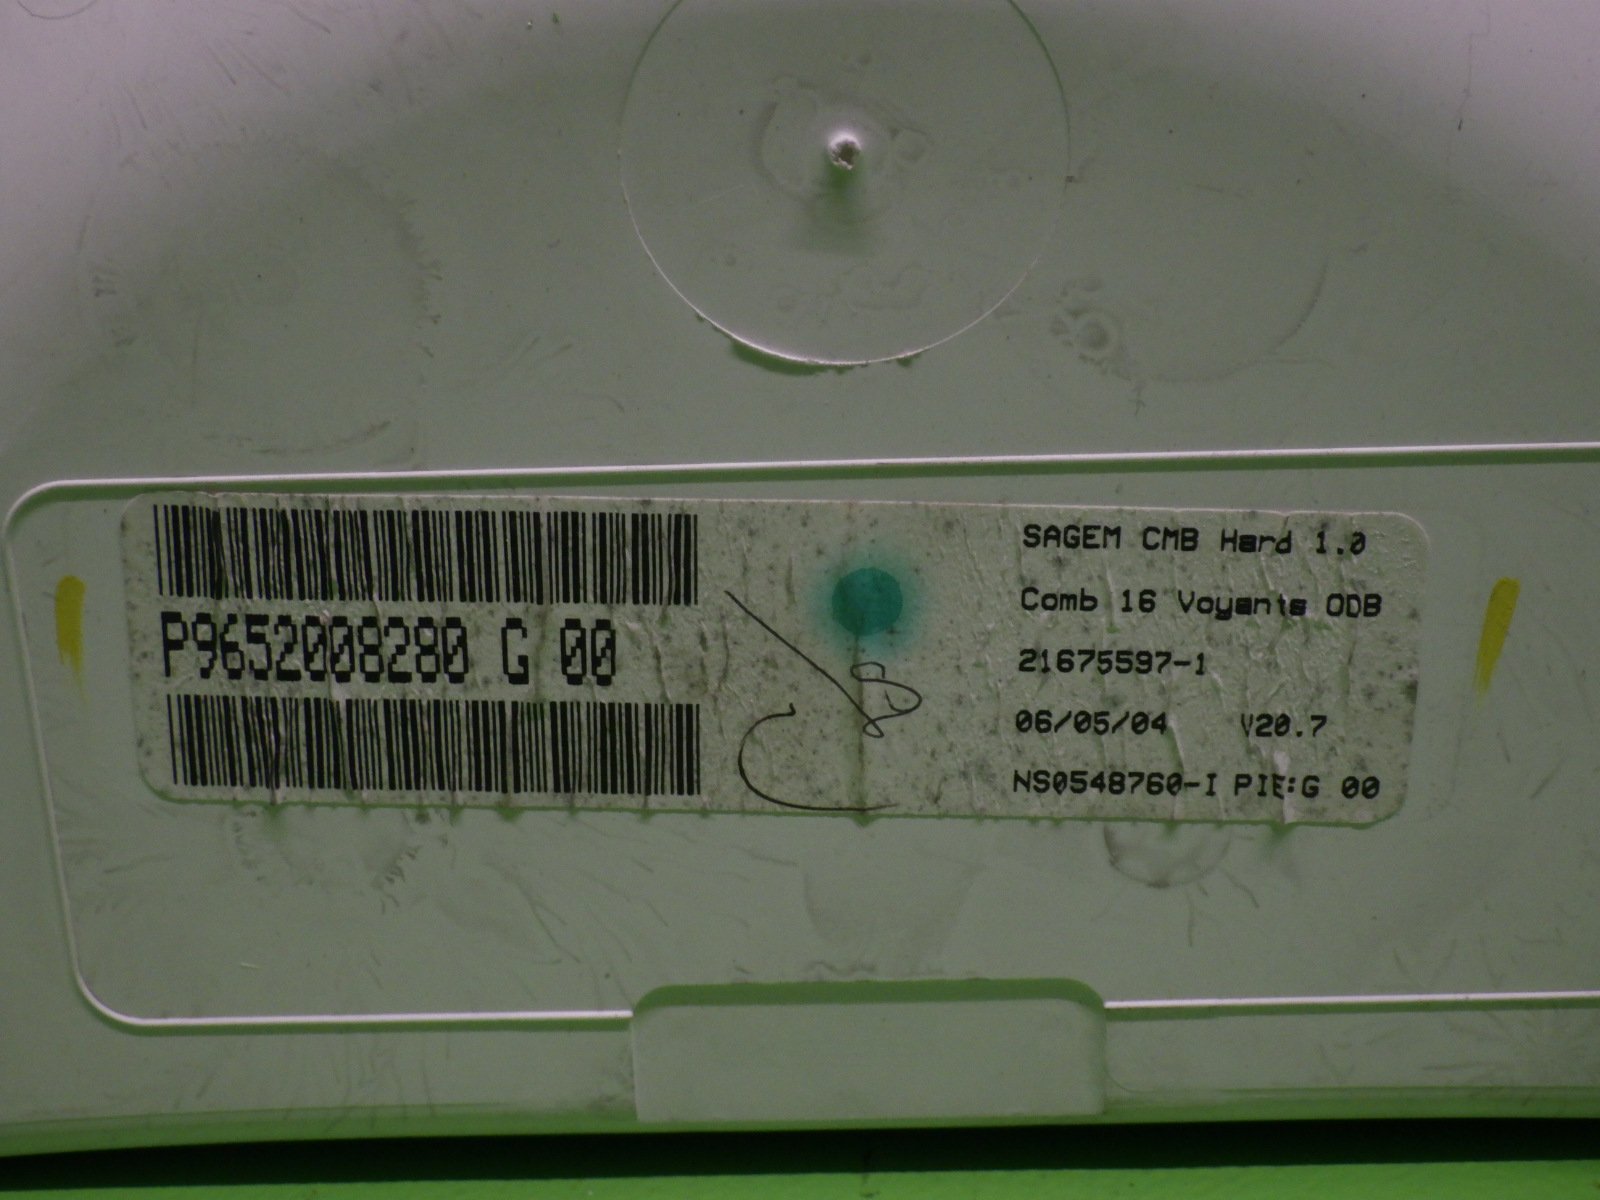 P9652008280 G 00
SAGEM CMB Hard 1.0
Comb 16 Voyants ODB
21675597-1
06/05/04 V20.7
NS0548760-I PIE:G 00